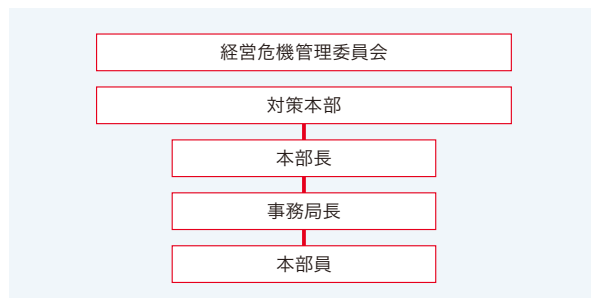 経営危機管理委員会
対策本部
本部長
事務局長
本部員